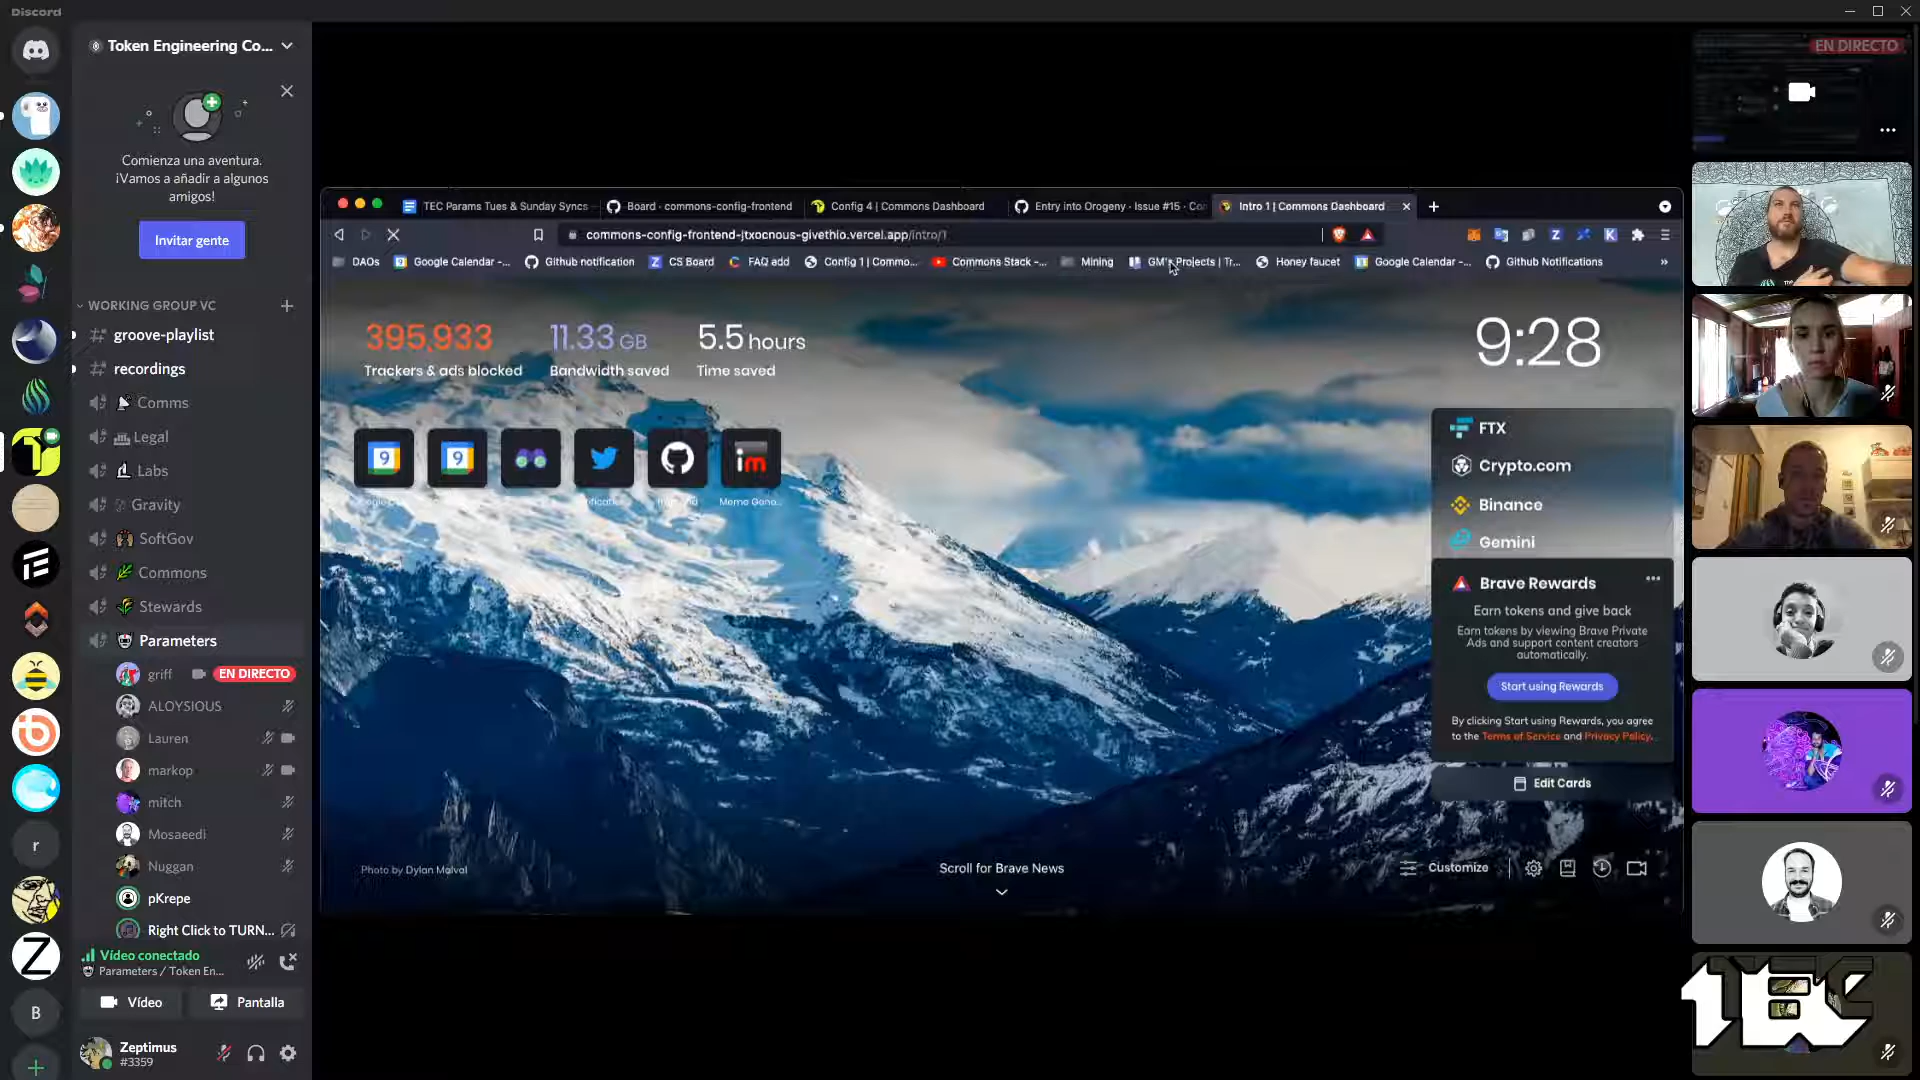 Discord
Token Engineering Co...
Comienza una aventura.
¡Vamos a añadir a algunos
amigos!
Invitar gente
WORKING GROUP VC
groove-playlist
recordings
Comms
Legal
Labs
Gravity
SoftGov
Commons
Stewards
Parameters
griff
EN DIRECTO
ALOYSIOUS
Lauren
markop
mitch
Mosaeedi
Nuggan
pKrepe
Right Click to TURN...
Vídeo conectado
Parameters / Token En...
Vídeo
Pantalla
Zeptimus
#3359
r
B
TEC Params Tues & Sunday Syncs
Board · commons-config-frontend
Config 4 | Commons Dashboard
Entry into Orogeny · Issue #15 · Co
Intro 1 | Commons Dashboard
commons-config-frontend-jtxocnous-givethio.vercel.app/intro/1
DAOs
Google Calendar -...
Github notification
CS Board
FAQ add
Config 1 | Commo...
Commons Stack -...
Mining
GM's Projects | Tr...
Honey faucet
Google Calendar -...
Github Notifications
395,933
Trackers & ads blocked
11.33 GB
Bandwidth saved
5.5 hours
Time saved
9:28
Meme Gene...
FTX
Crypto.com
Binance
Gemini
Brave Rewards
Earn tokens and give back
Earn tokens by viewing Brave Private
Ads and support content creators
automatically.
Start using Rewards
By clicking Start using Rewards, you agree
to the Terms of Service and Privacy Policy.
Edit Cards
Photo by Dylan Malval
Scroll for Brave News
Customize
EN DIRECTO
TEC